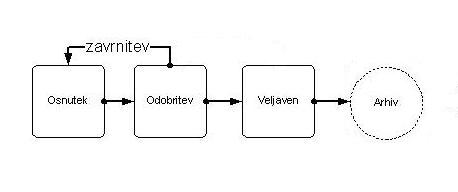 zavrnitev
Osnutek
Odobritev
Veljaven
Arhiv